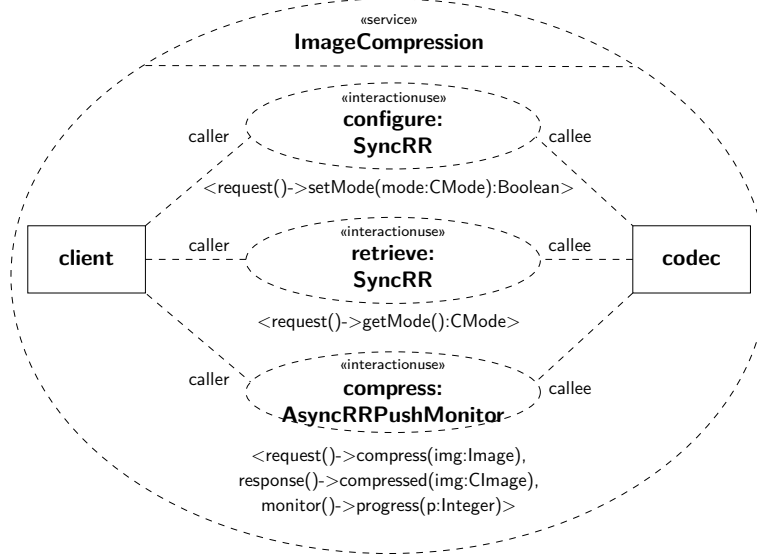 «service»
ImageCompression
«interactionuse»
configure:
SyncRR
caller
callee
<request()->setMode(mode:CMode):Boolean>
client
caller
«interactionuse»
retrieve:
SyncRR
callee
codec
<request()->getMode():CMode>
«interactionuse»
compress:
AsyncRRPushMonitor
caller
callee
<request()->compress(img:Image),
response()->compressed(img:CImage),
monitor()->progress(p:Integer)>